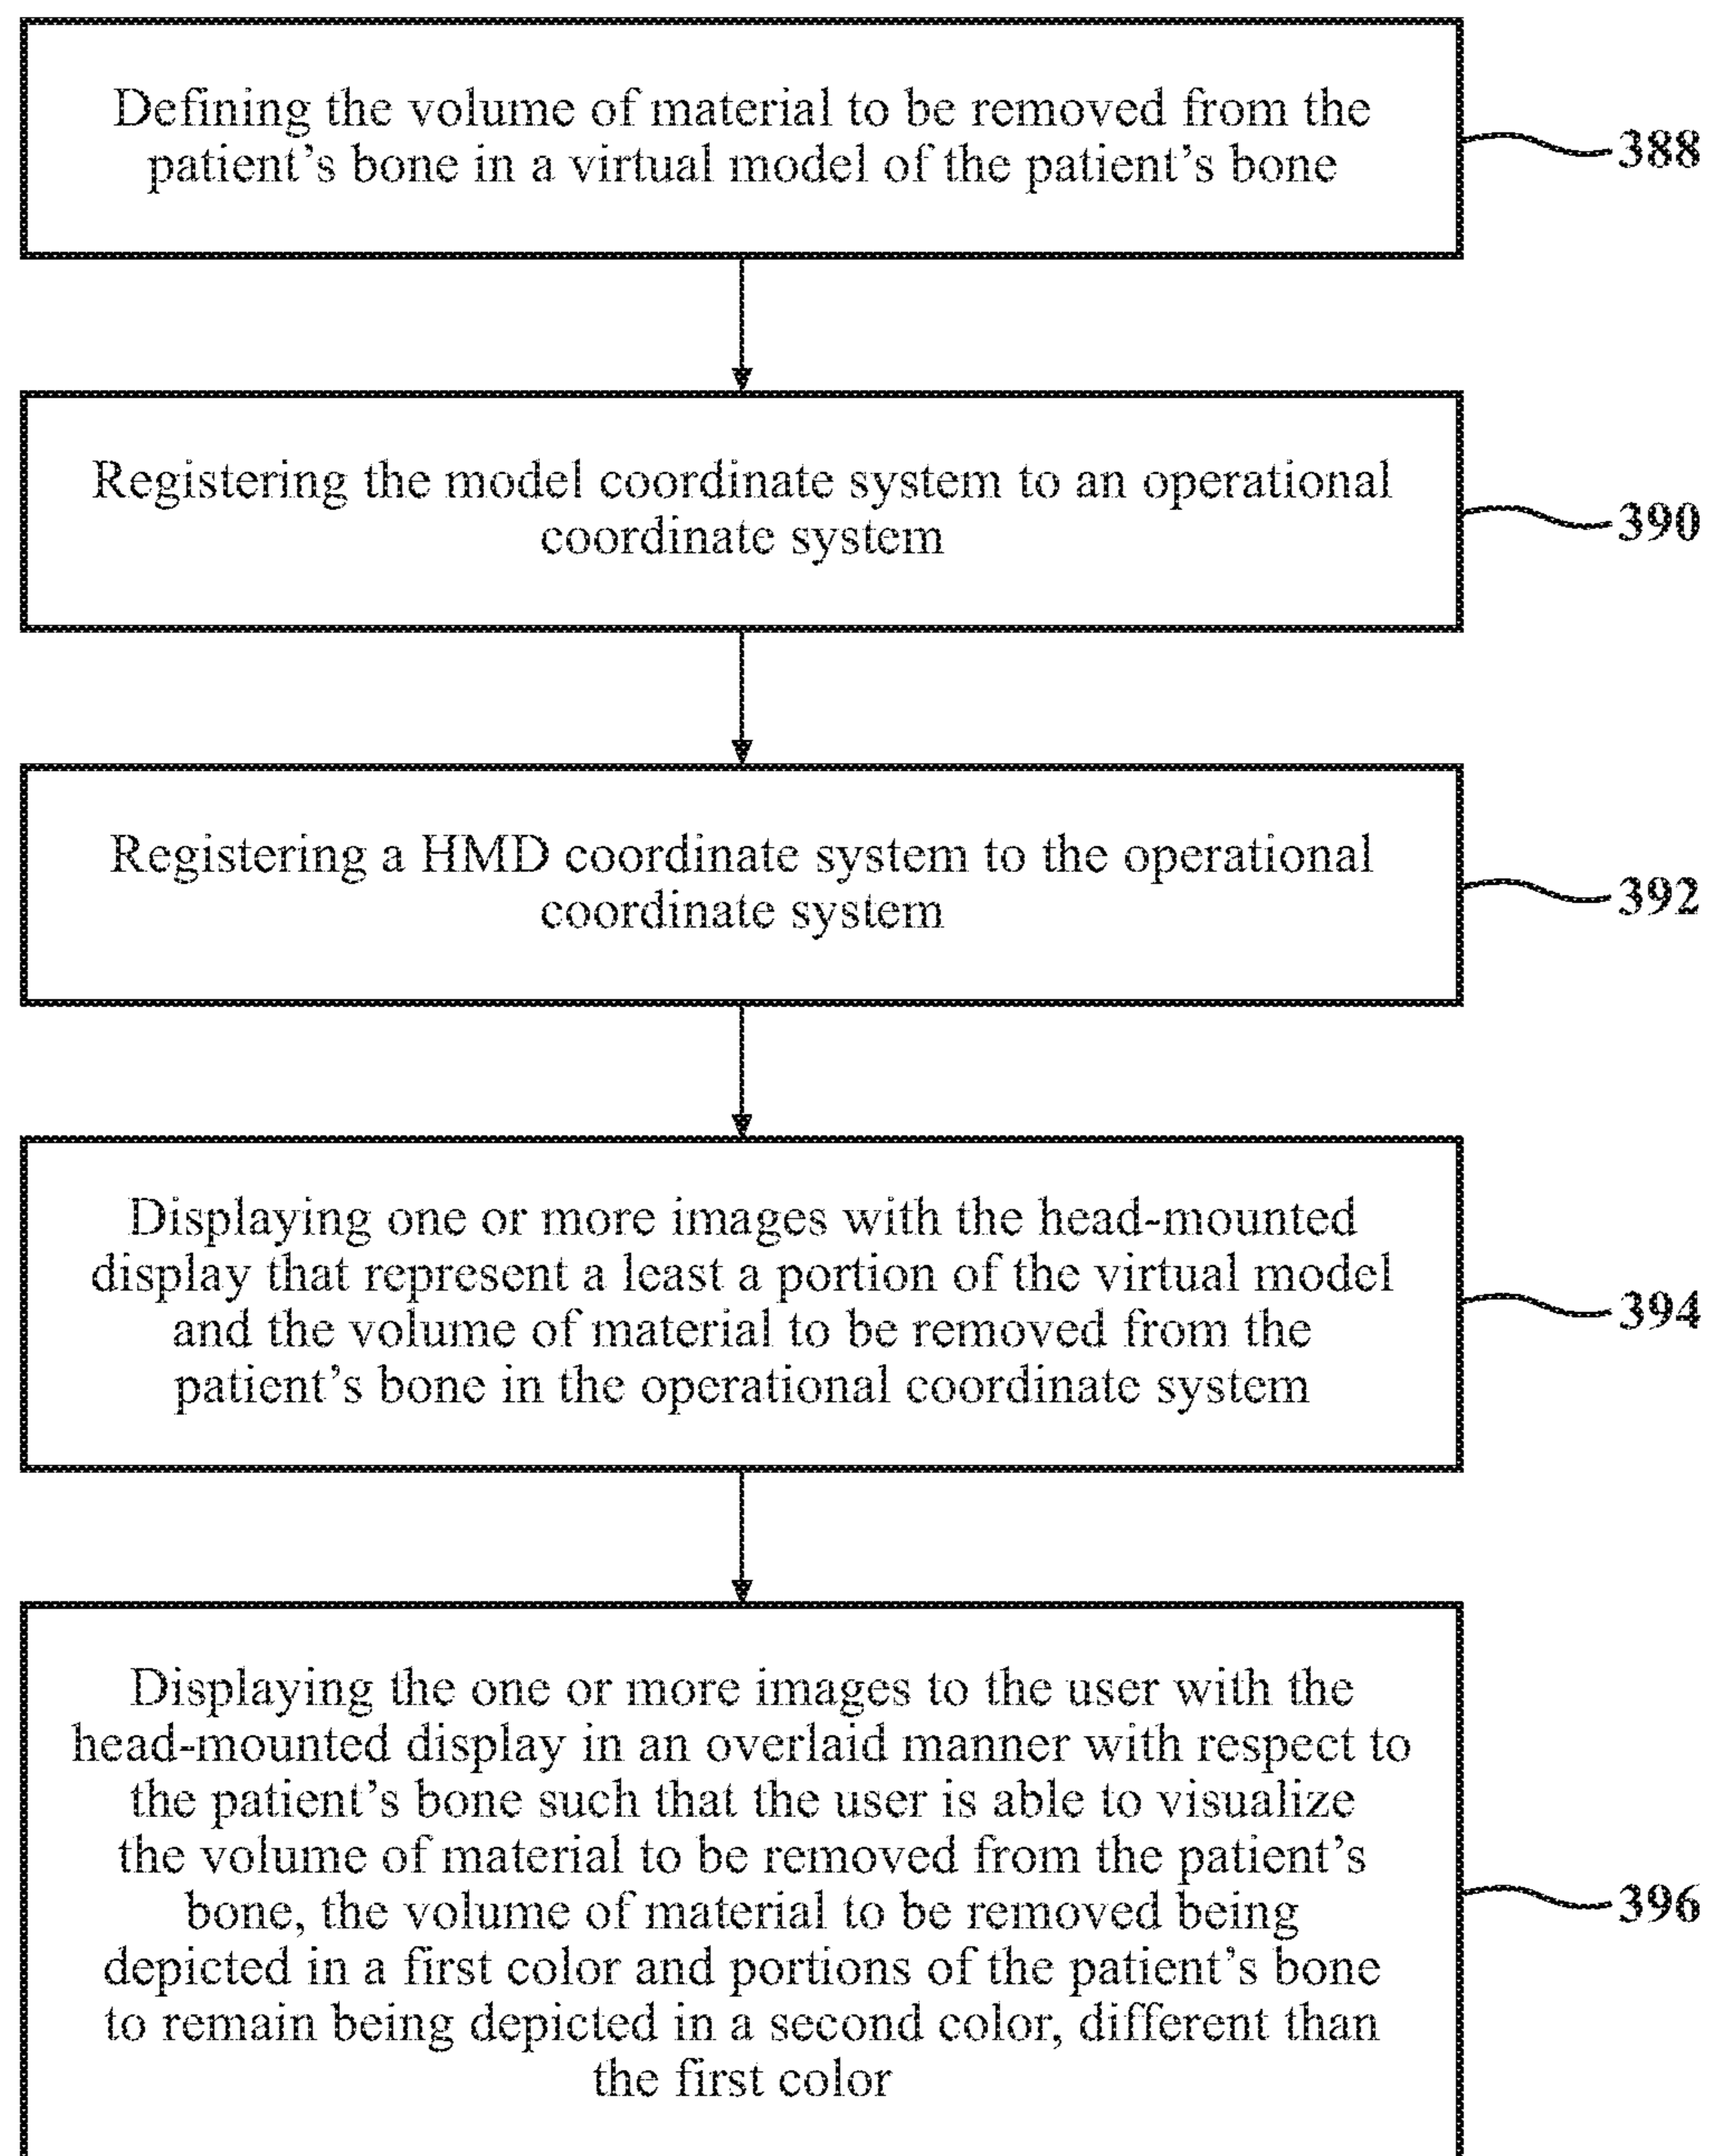 Defining the volume of material to be removed from the
patient's bone in a virtual model of the patient's bone
388
Registering the model coordinate system to an operational
coordinate system
390
Registering a HMD coordinate system to the operational
coordinate system
392
Displaying one or more images with the head-mounted
display that represent a least a portion of the virtual model
and the volume of material to be removed from the
patient's bone in the operational coordinate system
394
Displaying the one or more images to the user with the
head-mounted display in an overlaid manner with respect to
the patient's bone such that the user is able to visualize
the volume of material to be removed from the patient's
bone, the volume of material to be removed being
depicted in a first color and portions of the patient's bone
to remain being depicted in a second color, different than
the first color
396